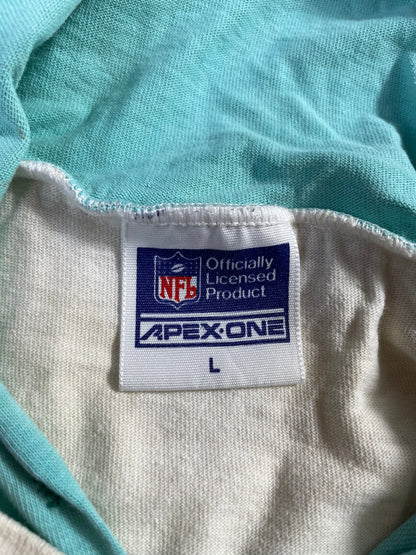 NFL
Officially
Licensed
Product
APEX·ONE
L